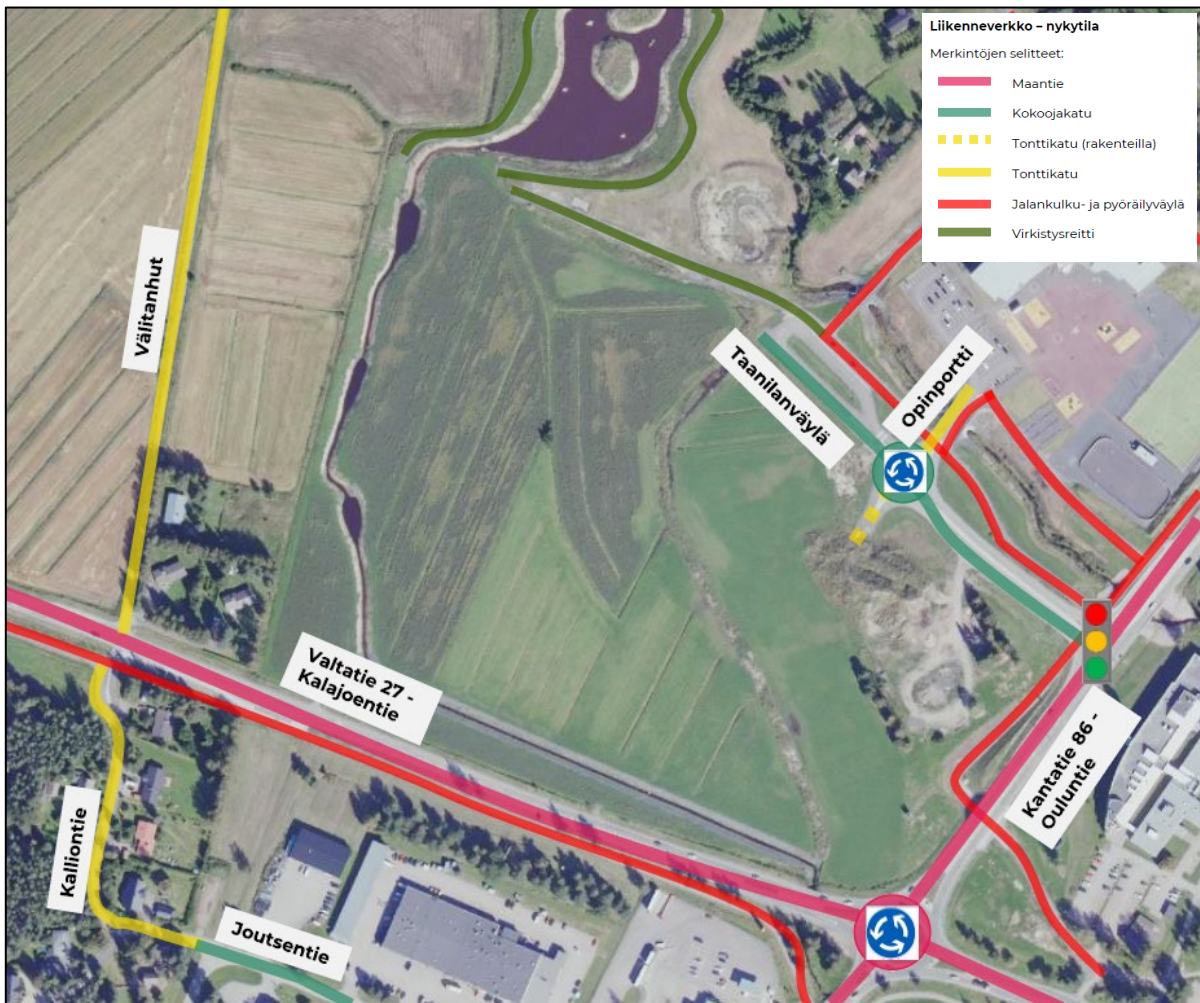 Liikenneverkko – nykytila
Merkintöjen selitteet:
Maantie
Kokoojakatu
Tonttikatu (rakenteilla)
Tonttikatu
Jalankulku- ja pyöräilyväylä
Virkistysreitti
Välitanhut
Taanilanväylä
Opinportti
Valtatie 27 -
Kalajoentie
Kantatie 86 -
Ouluntie
Kalliontie
Joutsentie